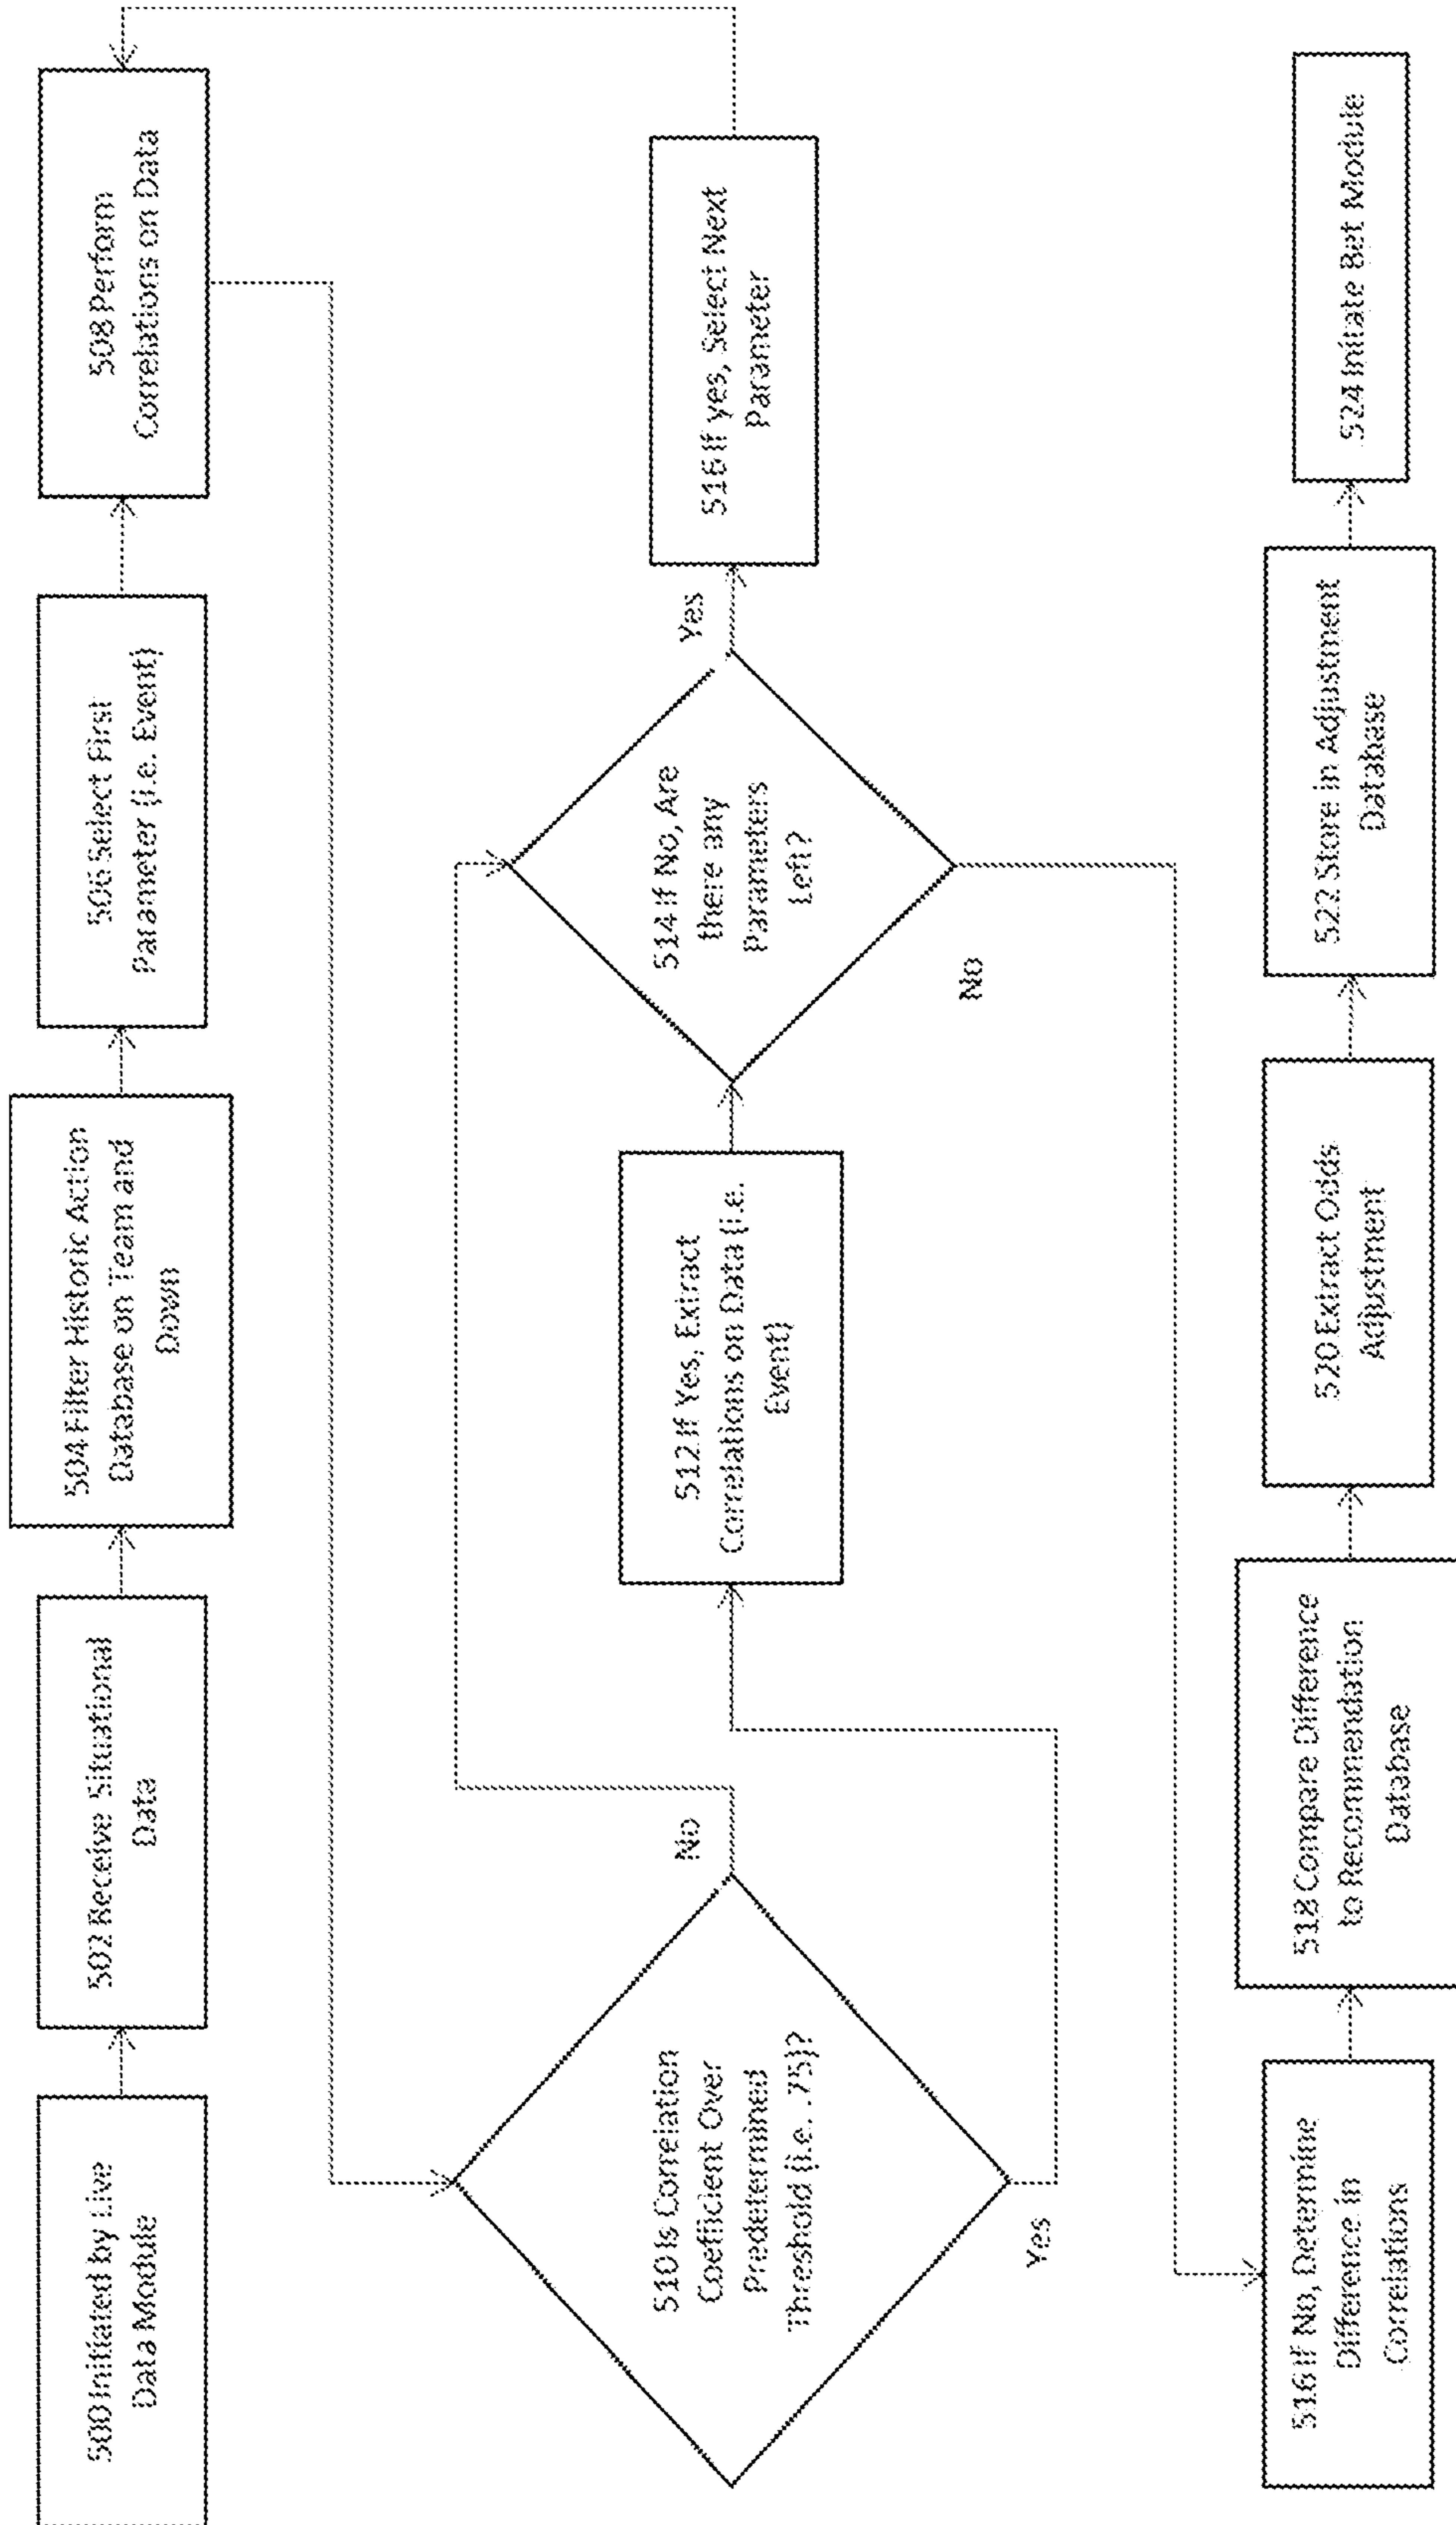 500 Initiated by Live
Data Module
502 Receive Situational
Data
504 Filter Historic Action
Database on Team and
Down
506 Select First
Parameter (i.e. Event)
508 Perform
Correlations on Data
510 Is Correlation
Coefficient Over
Predetermined
Threshold (i.e. .75)?
No
Yes
512 If Yes, Extract
Correlations on Data (i.e.
Event)
514 If No, Are
there any
Parameters
Left?
Yes
No
516 If yes, Select Next
Parameter
516 If No, Determine
Difference in
Correlations
518 Compare Difference
to Recommendation
Database
520 Extract Odds
Adjustment
522 Store in Adjustment
Database
524 Initate Bet Module